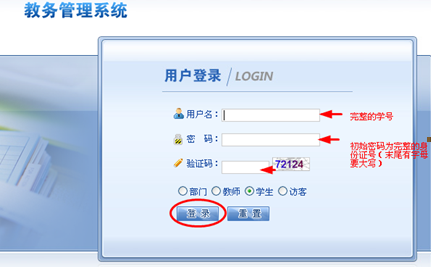 教务管理系统
用户登录 LOGIN
用户名：
完整的学号
密 码：
初始密码为完整的身
份证号（末尾有字母
要大写）
验证码：
72124
部门 教师 学生 访客
登 录 重 置